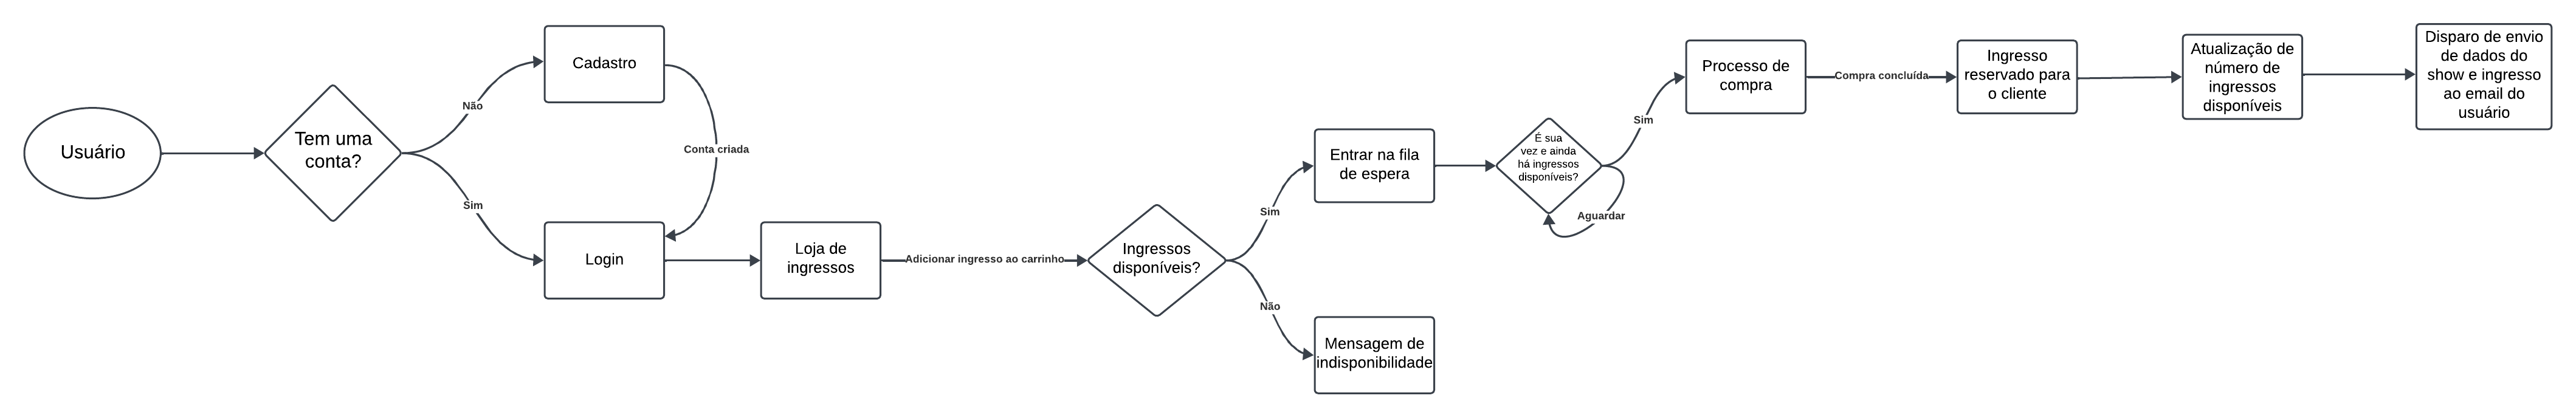 Usuário
Tem uma
conta?
Não
Sim
Cadastro
Conta criada
Login
Loja de
ingressos
Adicionar ingresso ao carrinho
Ingressos
disponíveis?
Sim
Não
Entrar na fila
de espera
Mensagem de
indisponibilidade
É sua
vez e ainda
há ingressos
disponíveis?
Sim
Aguardar
Processo de
compra
Compra concluída
Ingresso
reservado para
o cliente
Atualização de
número de
ingressos
disponíveis
Disparo de envio
de dados do
show e ingresso
ao email do
usuário